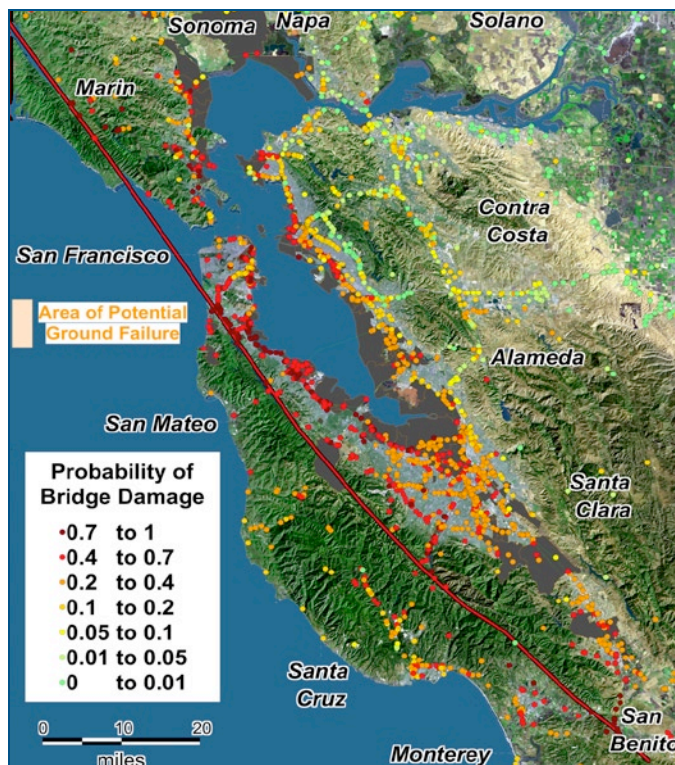 Sonoma
Napa
Solano
Marin
Contra
Costa
San Francisco
Area of Potential
Ground Failure
Alameda
San Mateo
Probability of
Bridge Damage
0.7 to 1
0.4 to 0.7
0.2 to 0.4
0.1 to 0.2
0.05 to 0.1
0.01 to 0.05
0 to 0.01
Santa
Clara
Santa
Cruz
San
Benito
0 10 20
miles
Monterey